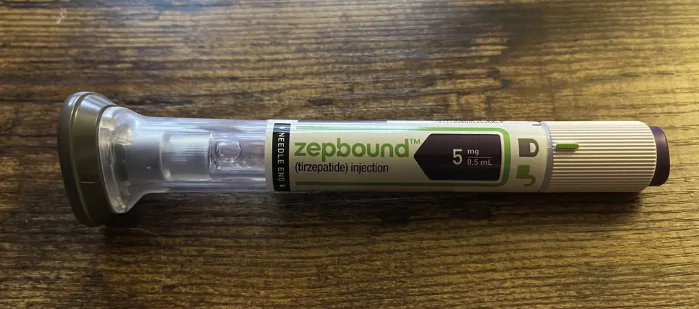 NEEDLE END
zepbound™
(tirzepatide) injection
5 mg
0.5 mL